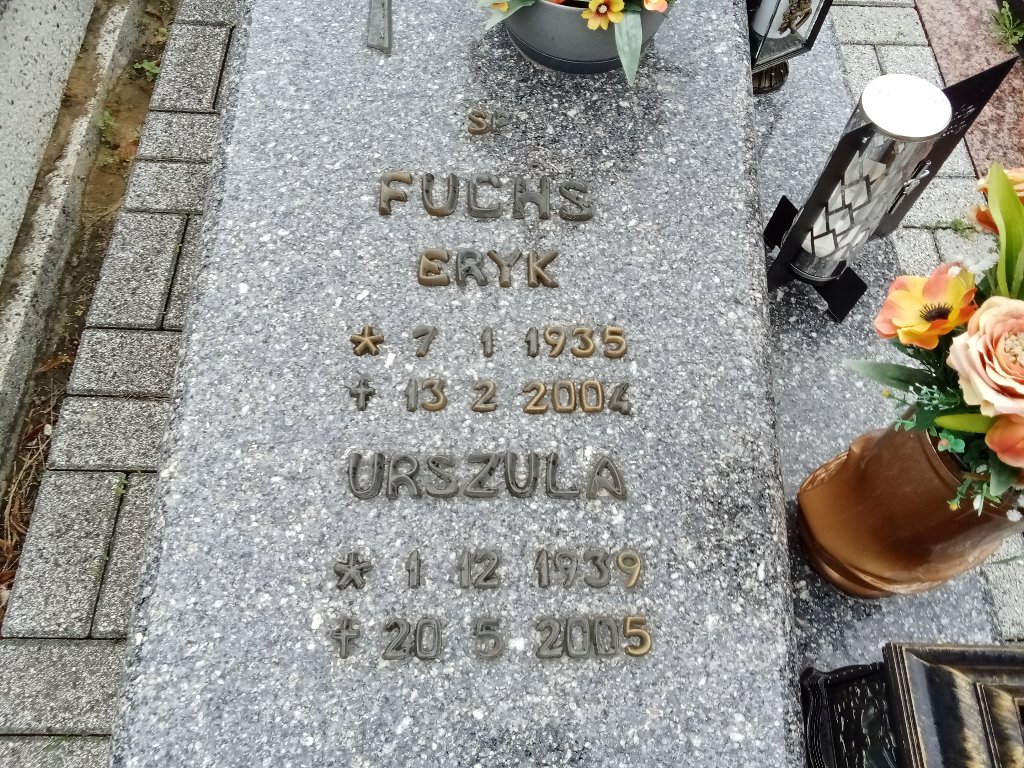 SP
FUCHS
ERYK
* 7 1 1935
† 13 2 2004
URSZULA
* 1 12 1939
† 20 5 2005